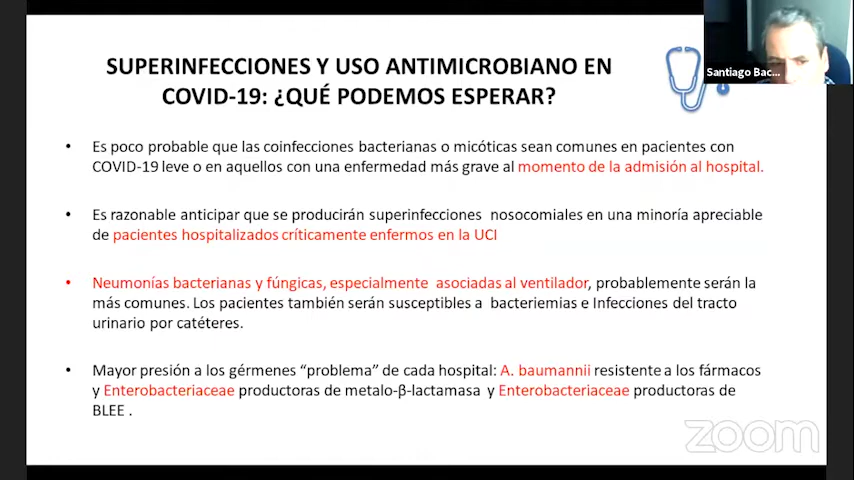 SUPERINFECCIONES Y USO ANTIMICROBIANO EN
COVID-19: ¿QUÉ PODEMOS ESPERAR?
Santiago Bac...
• Es poco probable que las coinfecciones bacterianas o micóticas sean comunes en pacientes con
COVID-19 leve o en aquellos con una enfermedad más grave al momento de la admisión al hospital.
• Es razonable anticipar que se producirán superinfecciones nosocomiales en una minoría apreciable
de pacientes hospitalizados críticamente enfermos en la UCI
• Neumonías bacterianas y fúngicas, especialmente asociadas al ventilador, probablemente serán la
más comunes. Los pacientes también serán susceptibles a bacteriemias e Infecciones del tracto
urinario por catéteres.
• Mayor presión a los gérmenes “problema” de cada hospital: A. baumannii resistente a los fármacos
y Enterobacteriaceae productoras de metalo-β-lactamasa y Enterobacteriaceae productoras de
BLEE .
zoom